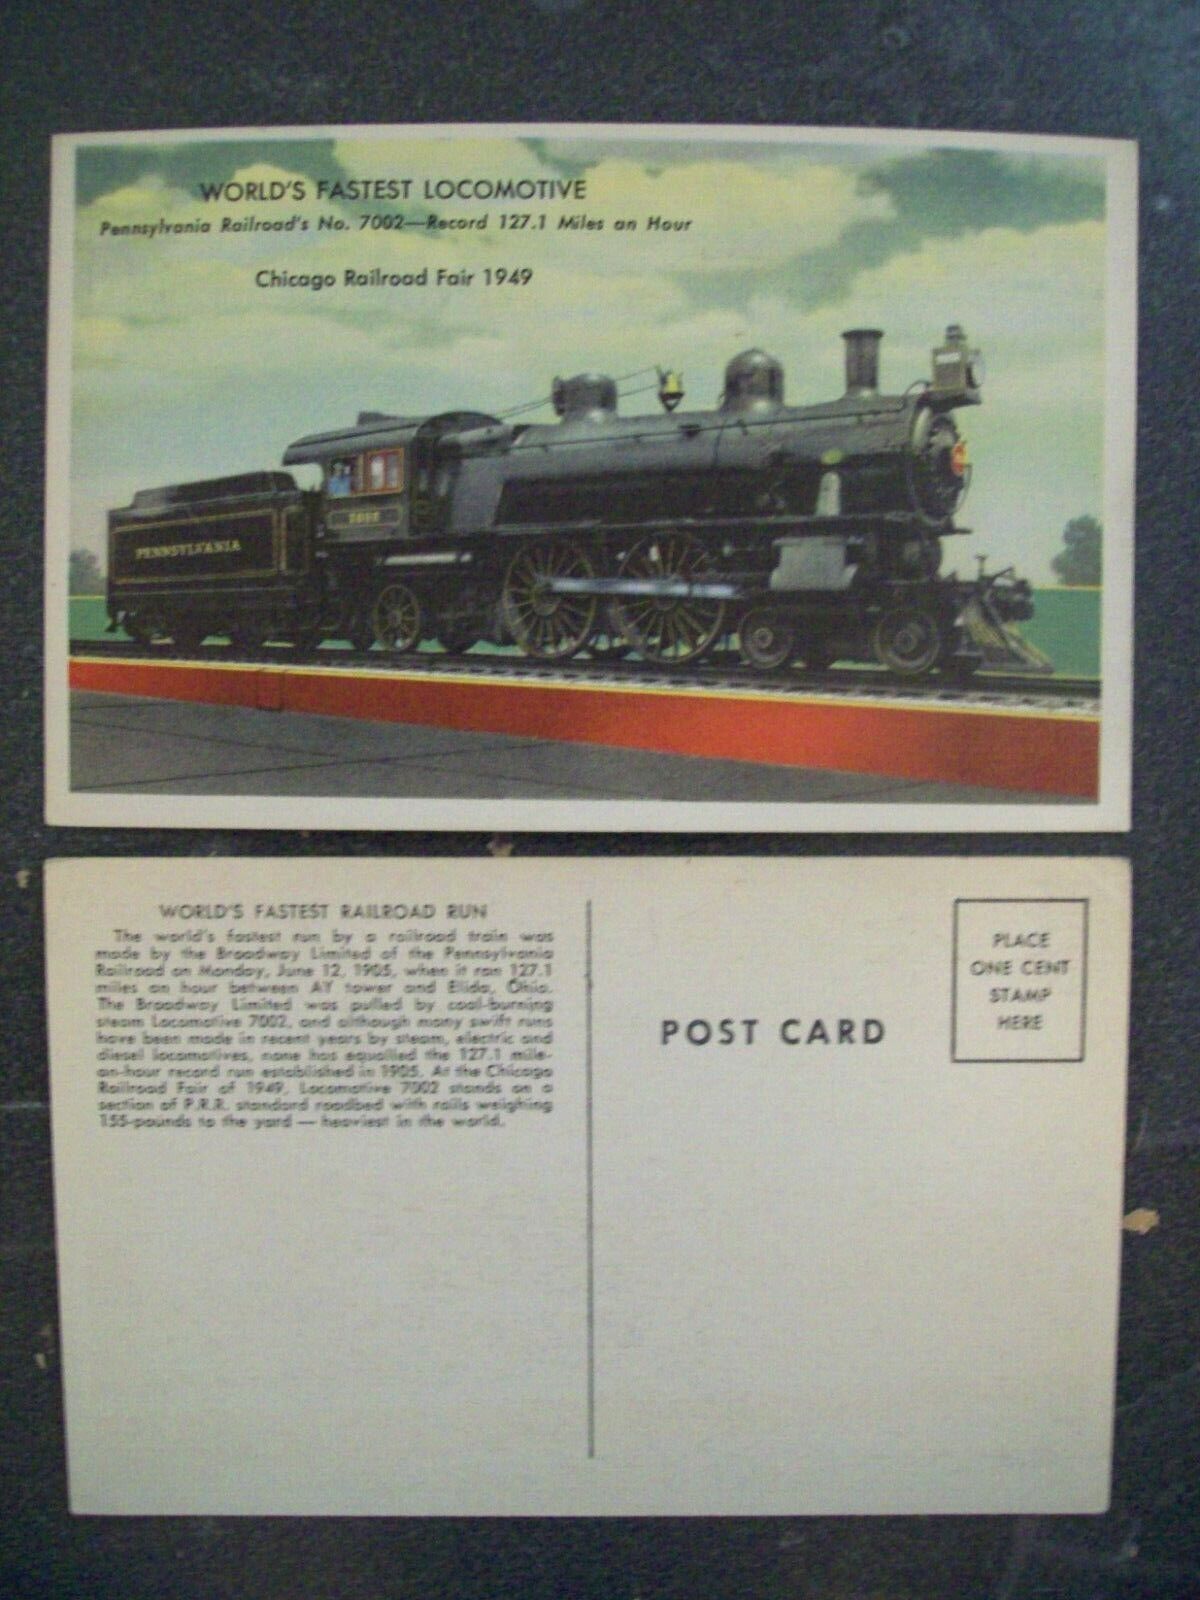 WORLD'S FASTEST LOCOMOTIVE
Pennsylvania Railroad's No. 7002—Record 127.1 Miles an Hour
Chicago Railroad Fair 1949
PENNSYLVANIA
WORLD'S FASTEST RAILROAD RUN
The world's fastest run by a railroad train was
made by the Broadway Limited of the Pennsylvania
Railroad on Monday, June 12, 1905, when it ran 127.1
miles an hour between AY tower and Elida, Ohio.
The Broadway Limited was pulled by coal-burning
steam Locomotive 7002, and although many swift runs
have been made in recent years by steam, electric and
diesel locomotives, none has equalled the 127.1 mile-
an-hour record run established in 1905. At the Chicago
Railroad Fair of 1949, Locomotive 7002 stands on a
section of P.R.R. standard roadbed with rails weighing
155-pounds to the yard — heaviest in the world.
POST CARD
PLACE
ONE CENT
STAMP
HERE